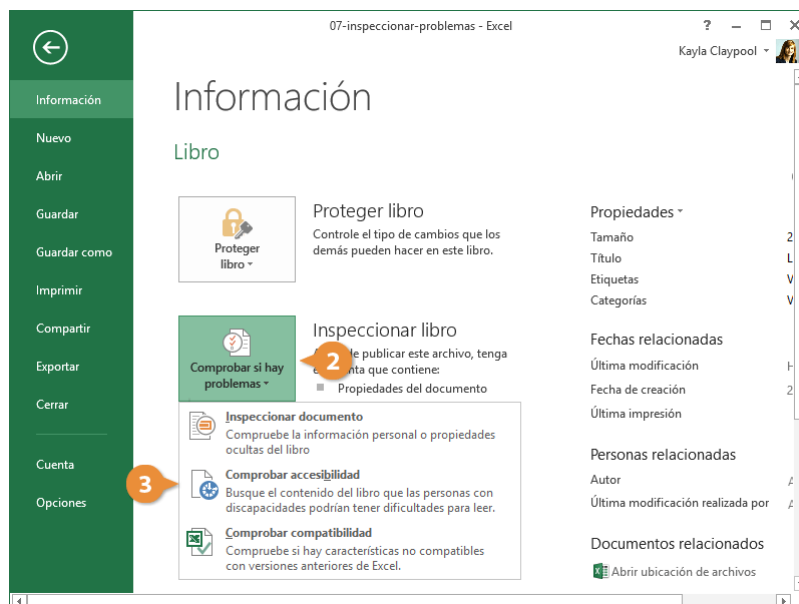 07-inspeccionar-problemas - Excel
?
Kayla Claypool
Información
Nuevo
Abrir
Guardar
Guardar como
Imprimir
Compartir
Exportar
Cerrar
Cuenta
Opciones
Información
Libro
Proteger
libro
Proteger libro
Controle el tipo de cambios que los
demás pueden hacer en este libro.
Comprobar si hay
problemas
Inspeccionar libro
de publicar este archivo, tenga
que contiene:
Propiedades del documento
2
Inspeccionar documento
Compruebe la información personal o propiedades
ocultas del libro
3
Comprobar accesibilidad
Busque el contenido del libro que las personas con
discapacidades podrían tener dificultades para leer.
Comprobar compatibilidad
Compruebe si hay características no compatibles
con versiones anteriores de Excel.
Propiedades
Tamaño 2
Título L
Etiquetas
Categorías
Fechas relacionadas
Última modificación
Fecha de creación 2
Última impresión
Personas relacionadas
Autor
Última modificación realizada por
Documentos relacionados
Abrir ubicación de archivos